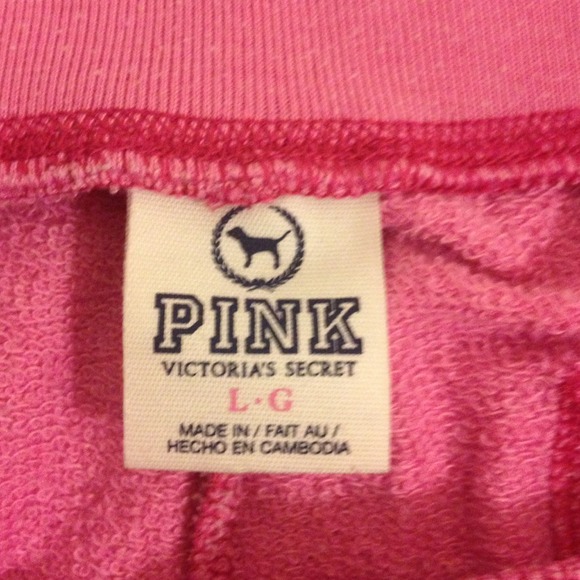 PINK
VICTORIA'S SECRET
L·G
MADE IN / FAIT AU /
HECHO EN CAMBODIA